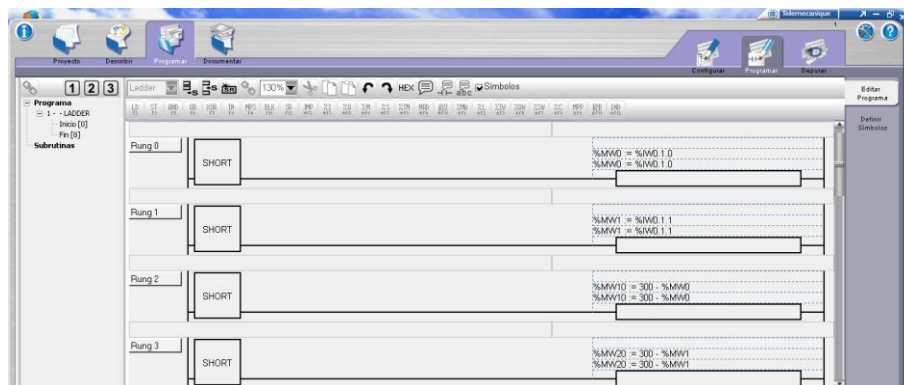 Telemecanique
1
Proyecto
Describir
Programar
Documentar
Configurar
Programar
Depurar
1 2 3
Ladder
130%
HEX
abc
Símbolos
Editar
Programa
Definir
Símbolos
Programa
1 - - LADDER
Inicio [0]
Fin [8]
Subrutinas
Rung 0
SHORT
%MW0 := %IW0.1.0
%MW0 := %IW0.1.0
Rung 1
SHORT
%MW1 := %IW0.1.1
%MW1 := %IW0.1.1
Rung 2
SHORT
%MW10 := 300 - %MW0
%MW10 := 300 - %MW0
Rung 3
SHORT
%MW20 := 300 - %MW1
%MW20 := 300 - %MW1